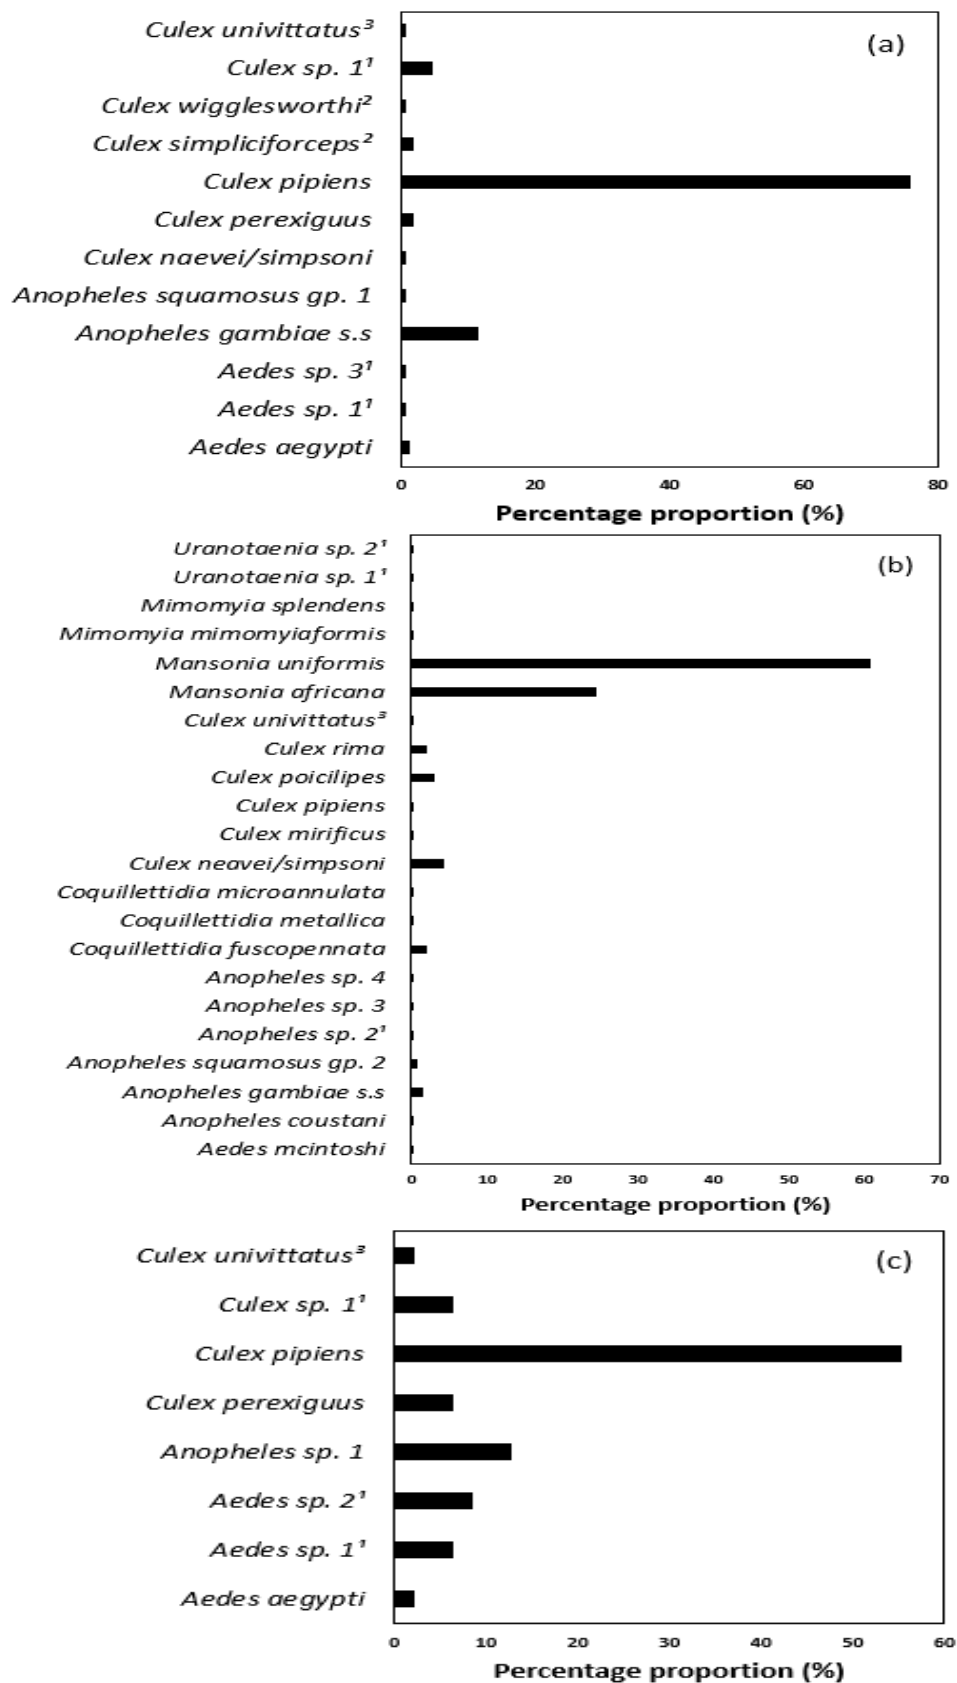 Culex univittatus³
(a)
Culex sp. 1¹
Culex wigglesworthi²
Culex simpliciforceps²
Culex pipiens
Culex perexiguus
Culex naevei/simpsoni
Anopheles squamosus gp. 1
Anopheles gambiae s.s
Aedes sp. 3¹
Aedes sp. 1¹
Aedes aegypti
0 20 40 60 80
Percentage proportion (%)
Uranotaenia sp. 2¹
(b)
Uranotaenia sp. 1¹
Mimomyia splendens
Mimomyia mimomyiaformis
Mansonia uniformis
Mansonia africana
Culex univittatus³
Culex rima
Culex poicilipes
Culex pipiens
Culex mirificus
Culex neavei/simpsoni
Coquillettidia microannulata
Coquillettidia metallica
Coquillettidia fuscopennata
Anopheles sp. 4
Anopheles sp. 3
Anopheles sp. 2¹
Anopheles squamosus gp. 2
Anopheles gambiae s.s
Anopheles coustani
Aedes mcintoshi
0 10 20 30 40 50 60 70
Percentage proportion (%)
Culex univittatus³
(c)
Culex sp. 1¹
Culex pipiens
Culex perexiguus
Anopheles sp. 1
Aedes sp. 2¹
Aedes sp. 1¹
Aedes aegypti
0 10 20 30 40 50 60
Percentage proportion (%)